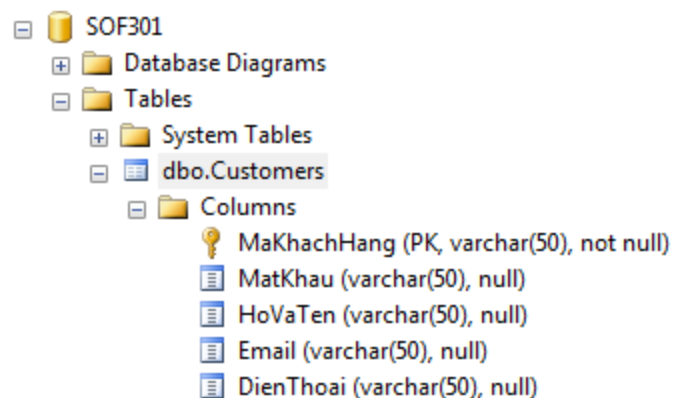 SOF301
Database Diagrams
Tables
System Tables
dbo.Customers
Columns
MaKhachHang (PK, varchar(50), not null)
MatKhau (varchar(50), null)
HoVaTen (varchar(50), null)
Email (varchar(50), null)
DienThoai (varchar(50), null)